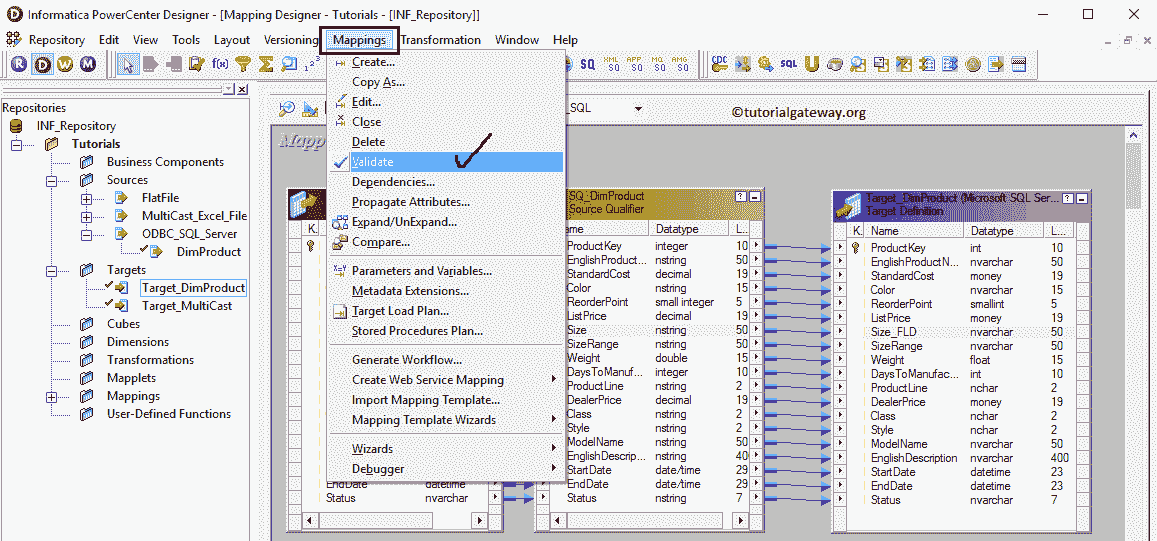 Informatica PowerCenter Designer - [Mapping Designer - Tutorials - [INF_Repository]]
Repository Edit View Tools Layout Versioning Mappings Transformation Window Help
Repositories
INF_Repository
Tutorials
Business Components
Sources
FlatFile
MultiCast_Excel_File
ODBC_SQL_Server
DimProduct
Targets
Target_DimProduct
Target_MultiCast
Cubes
Dimensions
Transformations
Mapplets
Mappings
User-Defined Functions
Create...
Copy As...
Edit...
Close
Delete
Validate
Dependencies...
Propagate Attributes...
Expand/UnExpand...
Compare...
Parameters and Variables...
Metadata Extensions...
Target Load Plan...
Stored Procedures Plan...
Generate Workflow...
Create Web Service Mapping
Import Mapping Template...
Mapping Template Wizards
Wizards
Debugger
_SQL
©tutorialgateway.org
Mapp
K.
EndDate datetime
Status nvarchar
SQ_DimProduct
Source Qualifier
ame Datatype L...
ProductKey integer 10
EnglishProduct... nstring 50
StandardCost decimal 19
Color nstring 15
ReorderPoint small integer 5
ListPrice decimal 19
Size nstring 50
SizeRange nstring 50
Weight double 15
DaysToManufa... integer 10
ProductLine nstring 2
DealerPrice decimal 19
Class nstring 2
Style nstring 2
ModelName nstring 50
EnglishDescrip... nstring 400
StartDate date/time 29
EndDate date/time 29
Status nstring 7
Target_DimProduct (Microsoft SQL Ser...
Target Definition
K. Name Datatype L...
ProductKey int 10
EnglishProductN... nvarchar 50
StandardCost money 19
Color nvarchar 15
ReorderPoint smallint 5
ListPrice money 19
Size_FLD nvarchar 50
SizeRange nvarchar 50
Weight float 15
DaysToManufac... int 10
ProductLine nchar 2
DealerPrice money 19
Class nchar 2
Style nchar 2
ModelName nvarchar 50
EnglishDescription nvarchar 400
StartDate datetime 23
EndDate datetime 23
Status nvarchar 7